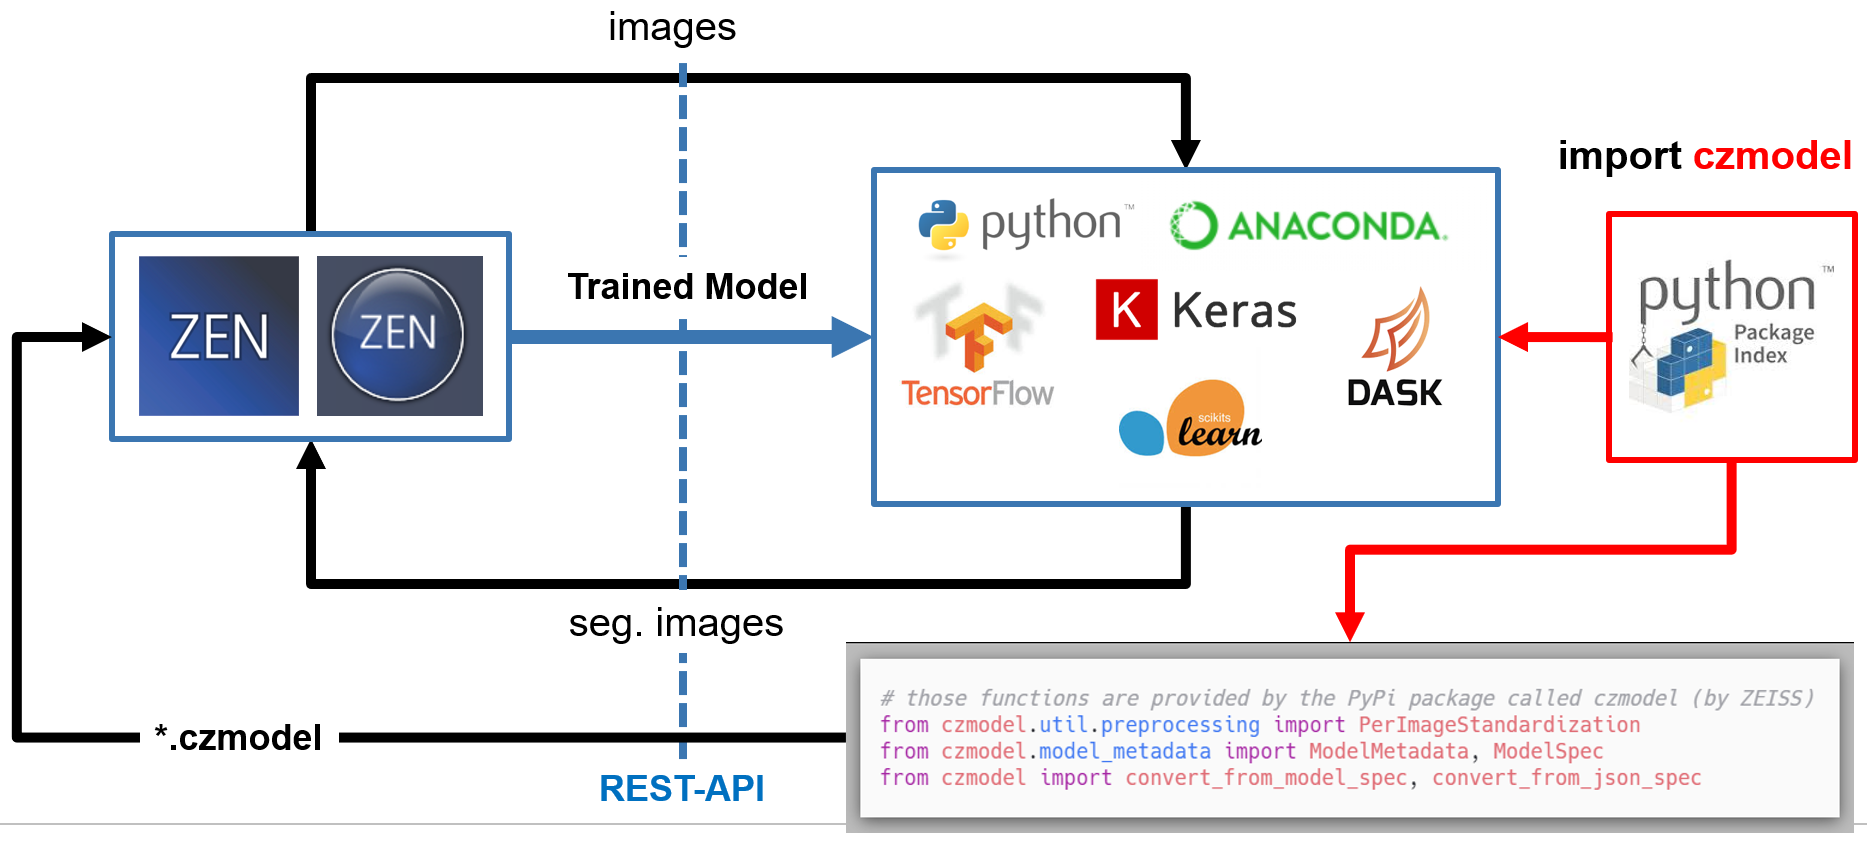 images
import czmodel
python™
ANACONDA.
python™
Package
Index
ZEN
ZEN
Trained Model
TF
K Keras
TensorFlow
DASK
scikits
learn
seg. images
# those functions are provided by the PyPi package called czmodel (by ZEISS)
from czmodel.util.preprocessing import PerImageStandardization
from czmodel.model_metadata import ModelMetadata, ModelSpec
from czmodel import convert_from_model_spec, convert_from_json_spec
*.czmodel
REST-API